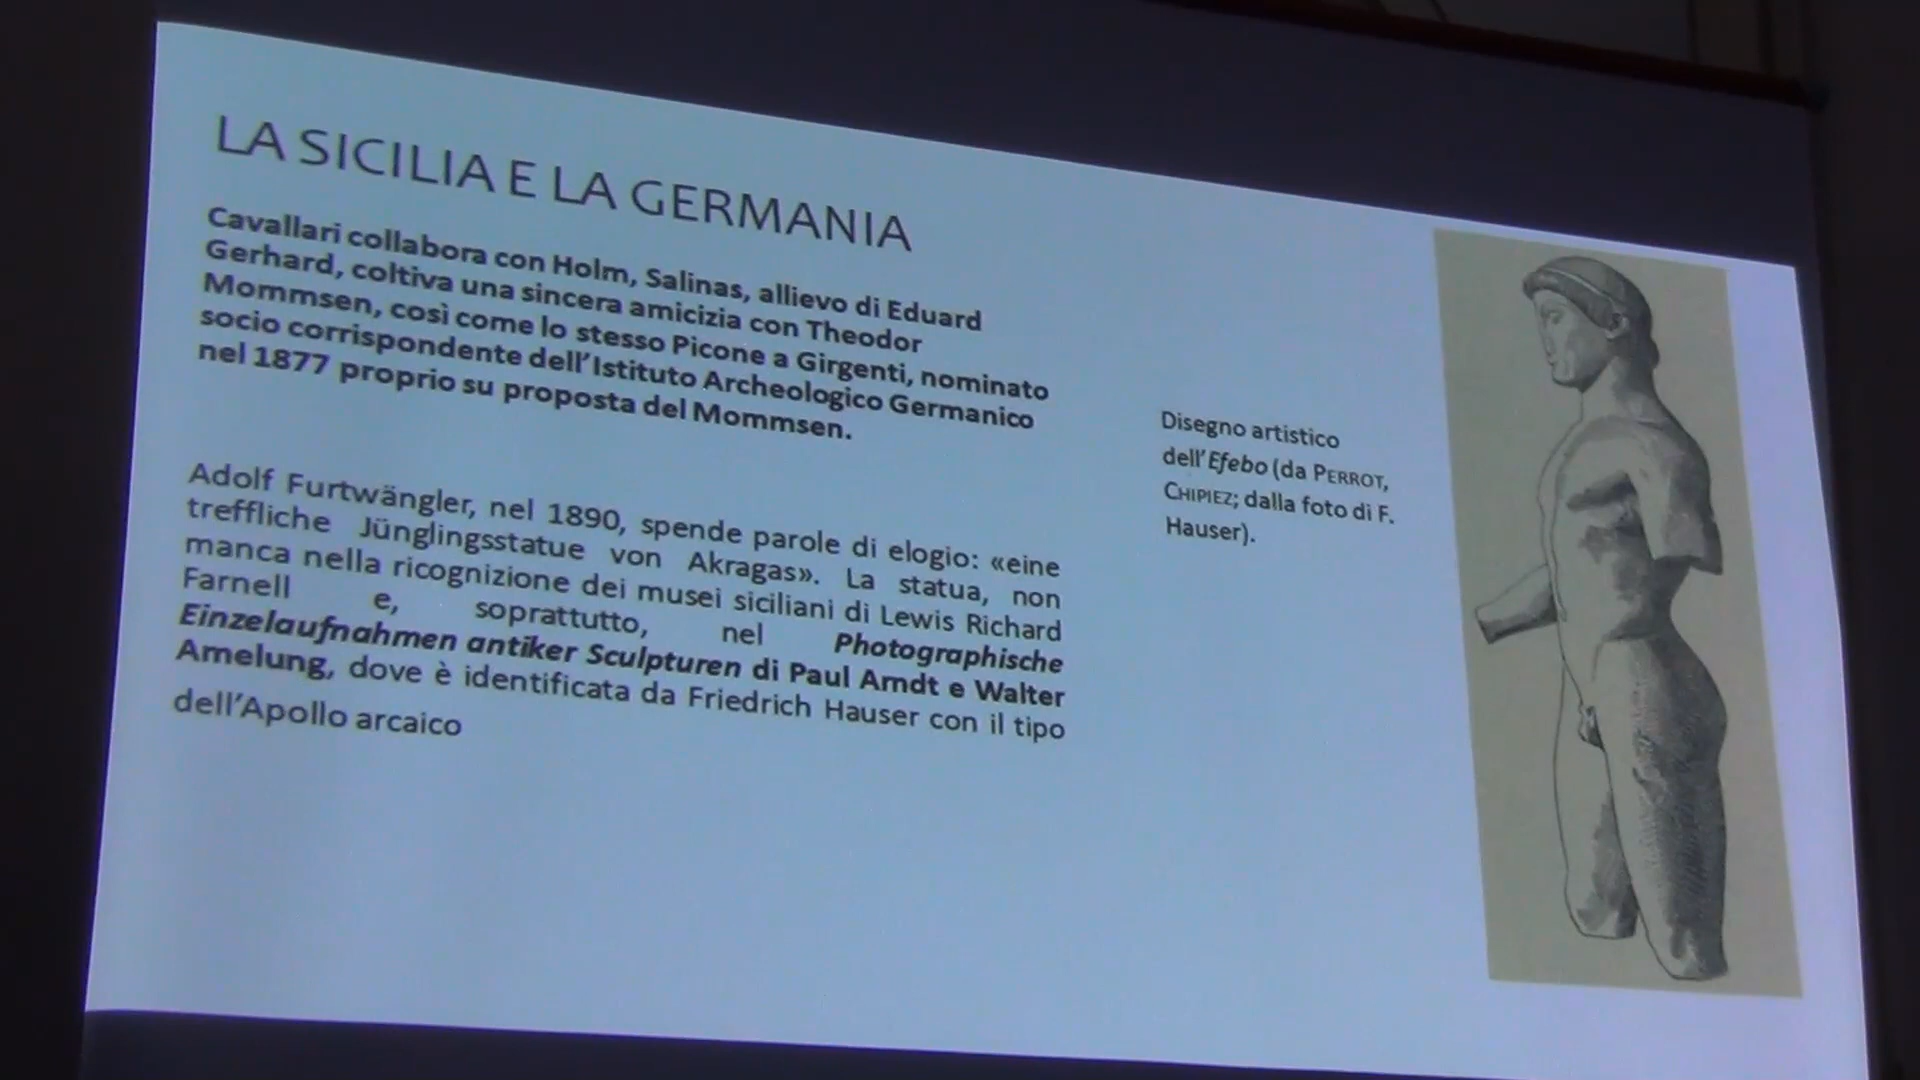 LA SICILIA E LA GERMANIA
Cavallari collabora con Holm, Salinas, allievo di Eduard
Gerhard, coltiva una sincera amicizia con Theodor
Mommsen, così come lo stesso Picone a Girgenti, nominato
socio corrispondente dell'Istituto Archeologico Germanico
nel 1877 proprio su proposta del Mommsen.
Adolf Furtwängler, nel 1890, spende parole di elogio: «eine
treffliche Jünglingsstatue von Akragas». La statua, non
manca nella ricognizione dei musei siciliani di Lewis Richard
Farnell e, soprattutto, nel Photographische
Einzelaufnahmen antiker Sculpturen di Paul Arndt e Walter
Amelung, dove è identificata da Friedrich Hauser con il tipo
dell'Apollo arcaico
Disegno artistico
dell'Efebo (da PERROT,
CHIPIEZ; dalla foto di F.
Hauser).